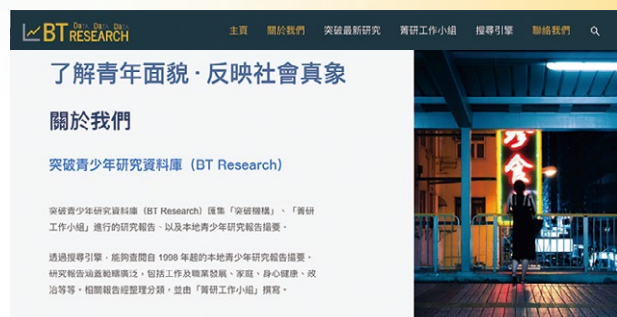 BT DATA DATA DATA
RESEARCH
主頁 關於我們 突破最新研究 菁研工作小組 搜尋引擎 聯絡我們
了解青年面貌·反映社會真象
關於我們
突破青少年研究資料庫（BT Research）
突破青少年研究資料庫（BT Research）匯集「突破機構」、「菁研
工作小組」進行的研究報告、以及本地青少年研究報告撮要。
透過搜尋引擎，能夠查閱自 1998 年起的本地青少年研究報告撮要。
研究報告涵蓋範疇廣泛，包括工作及職業發展、家庭、身心健康、政
治等等。相關報告經整理分類，並由「菁研工作小組」撰寫。
食